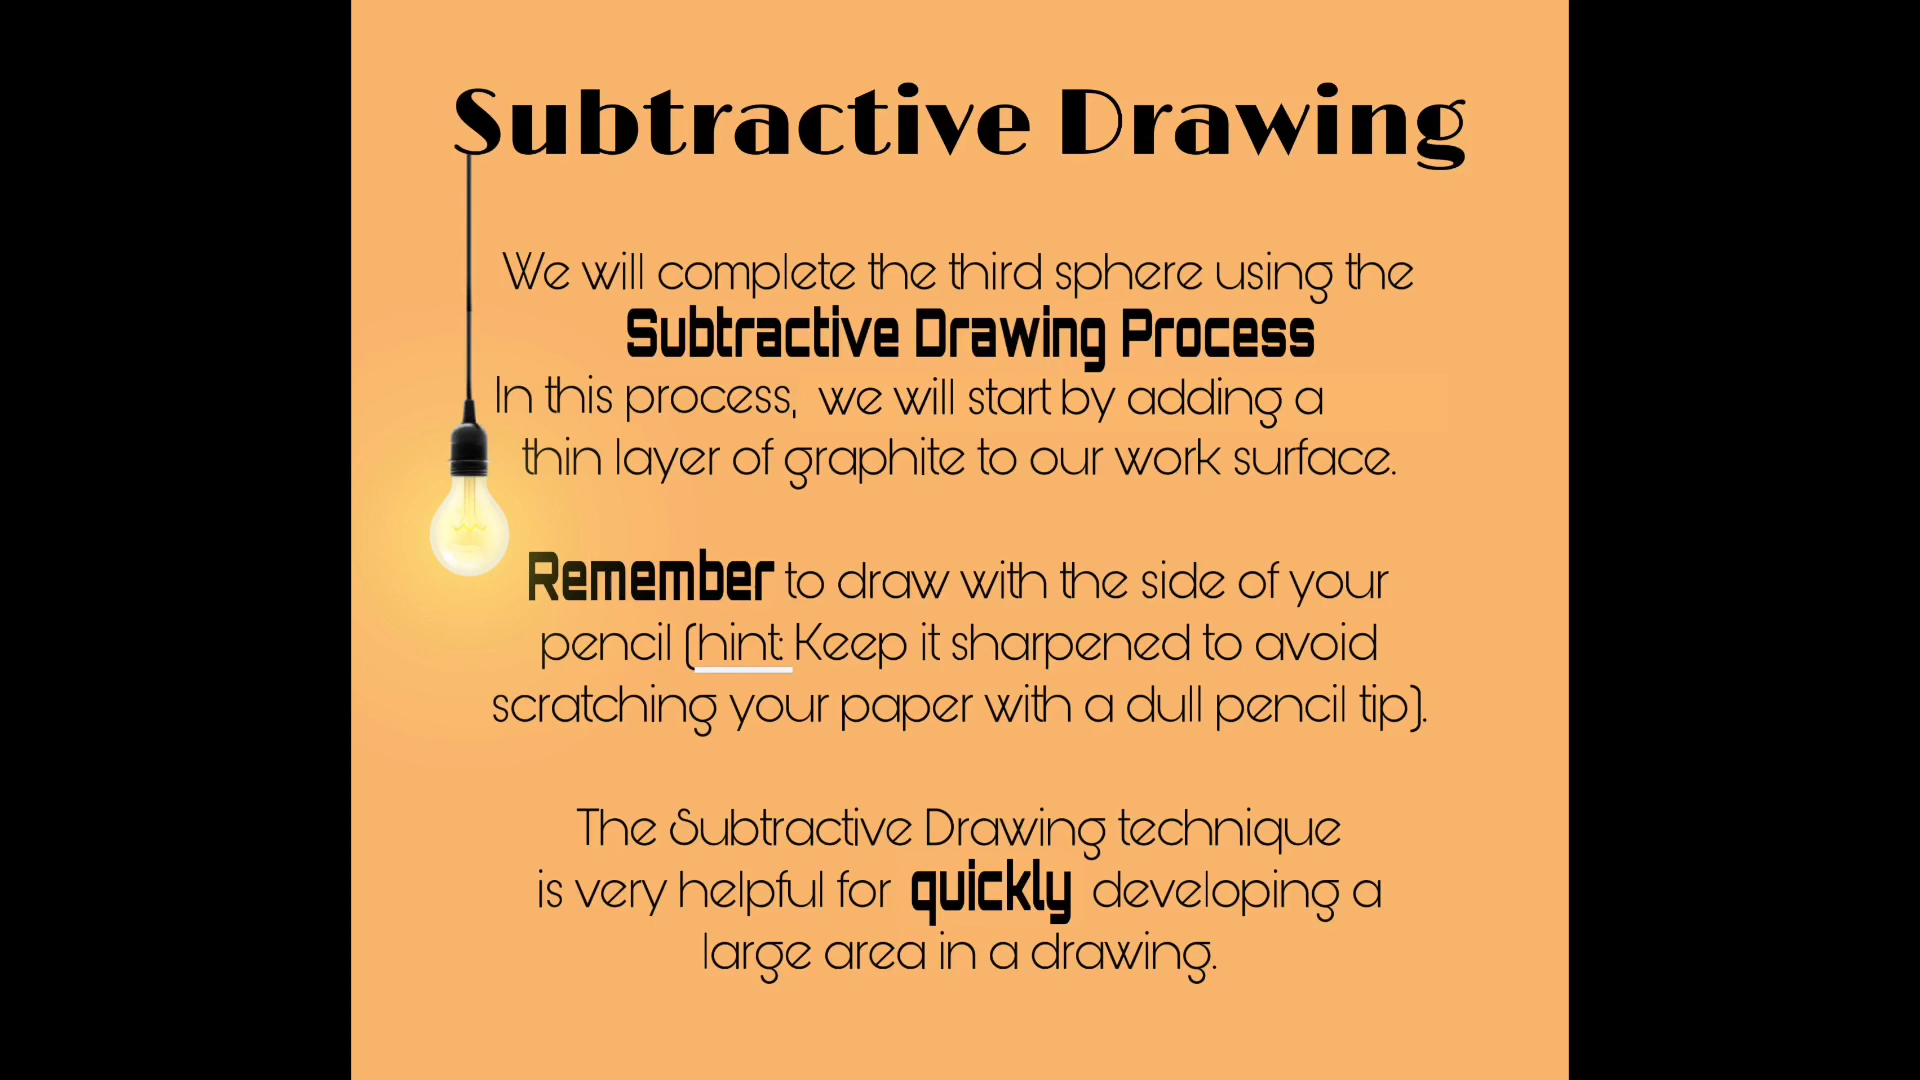 Subtractive Drawing
We will complete the third sphere using the
Subtractive Drawing Process
In this process, we will start by adding a
thin layer of graphite to our work surface.
Remember to draw with the side of your
pencil (hint: Keep it sharpened to avoid
scratching your paper with a dull pencil tip).
The Subtractive Drawing technique
is very helpful for quickly developing a
large area in a drawing.